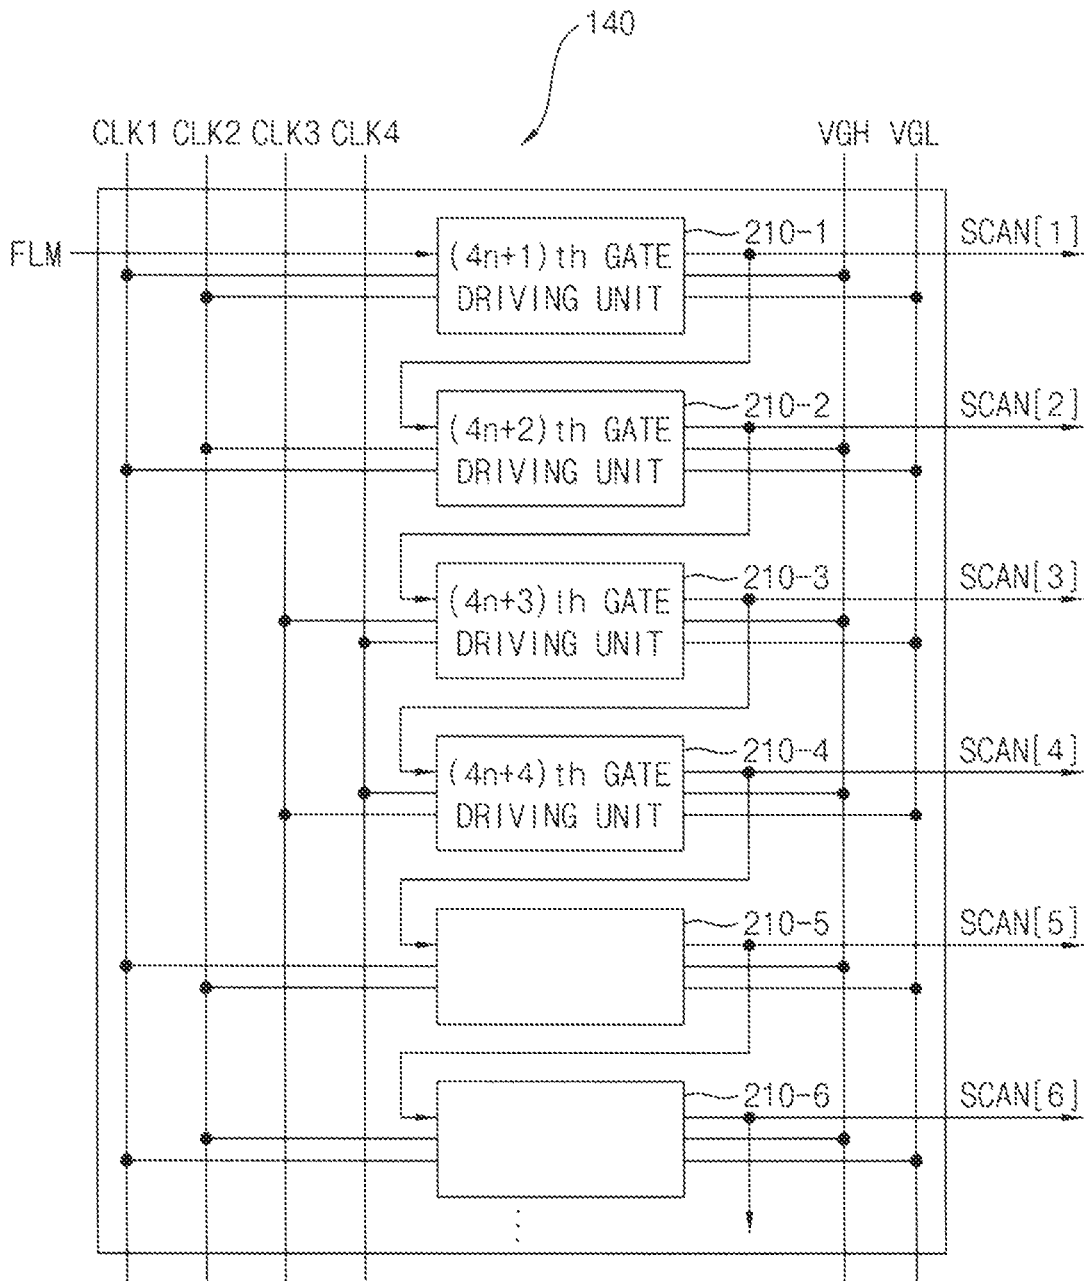 140
CLK1 CLK2 CLK3 CLK4 VGH VGL
210-1 SCAN[1]
FLM
(4n+1)th GATE
DRIVING UNIT
210-2 SCAN[2]
(4n+2)th GATE
DRIVING UNIT
210-3 SCAN[3]
(4n+3)th GATE
DRIVING UNIT
210-4 SCAN[4]
(4n+4)th GATE
DRIVING UNIT
210-5 SCAN[5]
210-6 SCAN[6]